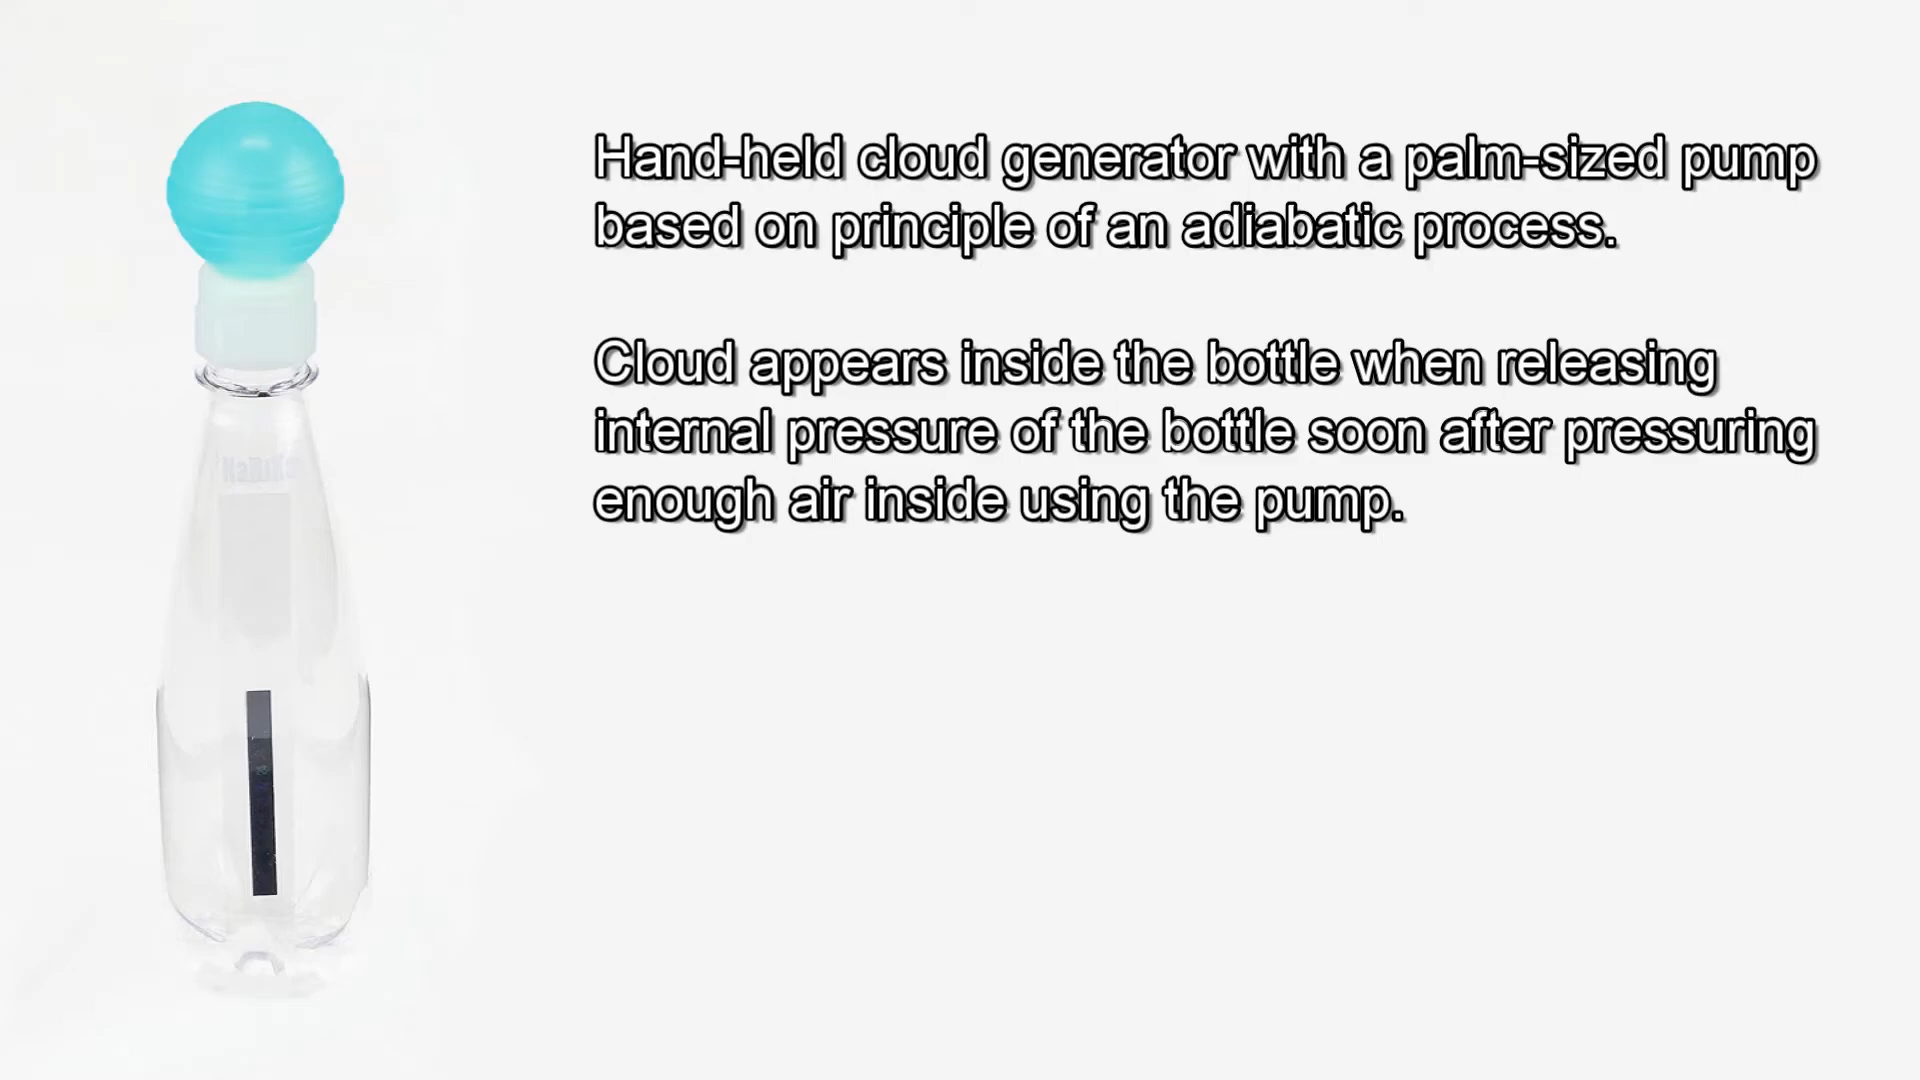 Hand-held cloud generator with a palm-sized pump
based on principle of an adiabatic process.
Cloud appears inside the bottle when releasing
internal pressure of the bottle soon after pressuring
enough air inside using the pump.